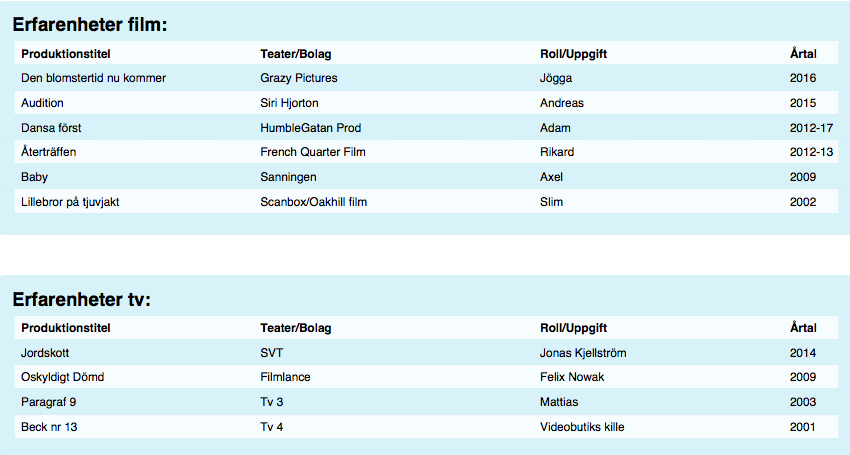 Erfarenheter film:
Produktionstitel Teater/Bolag Roll/Uppgift Årtal
Den blomstertid nu kommer Grazy Pictures Jögga 2016
Audition Siri Hjorton Andreas 2015
Dansa först HumbleGatan Prod Adam 2012-17
Återträffen French Quarter Film Rikard 2012-13
Baby Sanningen Axel 2009
Lillebror på tjuvjakt Scanbox/Oakhill film Slim 2002
Erfarenheter tv:
Produktionstitel Teater/Bolag Roll/Uppgift Årtal
Jordskott SVT Jonas Kjellström 2014
Oskyldigt Dömd Filmlance Felix Nowak 2009
Paragraf 9 Tv 3 Mattias 2003
Beck nr 13 Tv 4 Videobutiks kille 2001